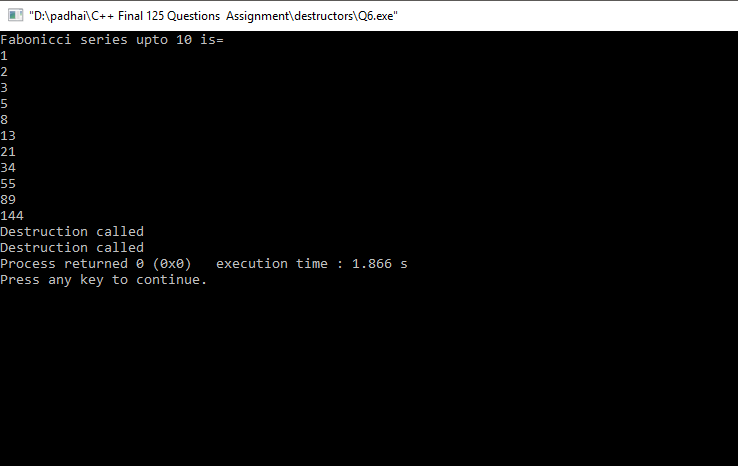 "D:\padhai\C++ Final 125 Questions  Assignment\destructors\Q6.exe"
Fabonicci series upto 10 is=
1
2
3
5
8
13
21
34
55
89
144
Destruction called
Destruction called
Process returned 0 (0x0)   execution time : 1.866 s
Press any key to continue.